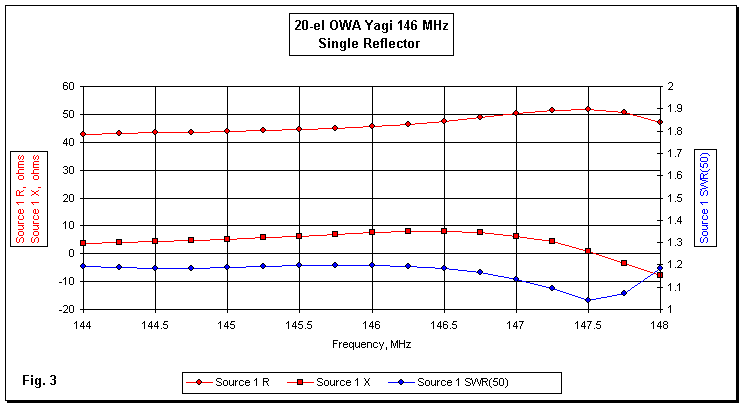 20-el OWA Yagi 146 MHz
Single Reflector
60
50
40
30
20
10
0
-10
-20
2
1.9
1.8
1.7
1.6
1.5
1.4
1.3
1.2
1.1
1
Source 1 R, ohms
Source 1 X, ohms
Source 1 SWR(50)
144
144.5
145
145.5
146
146.5
147
147.5
148
Frequency, MHz
Fig. 3
Source 1 R
Source 1 X
Source 1 SWR(50)